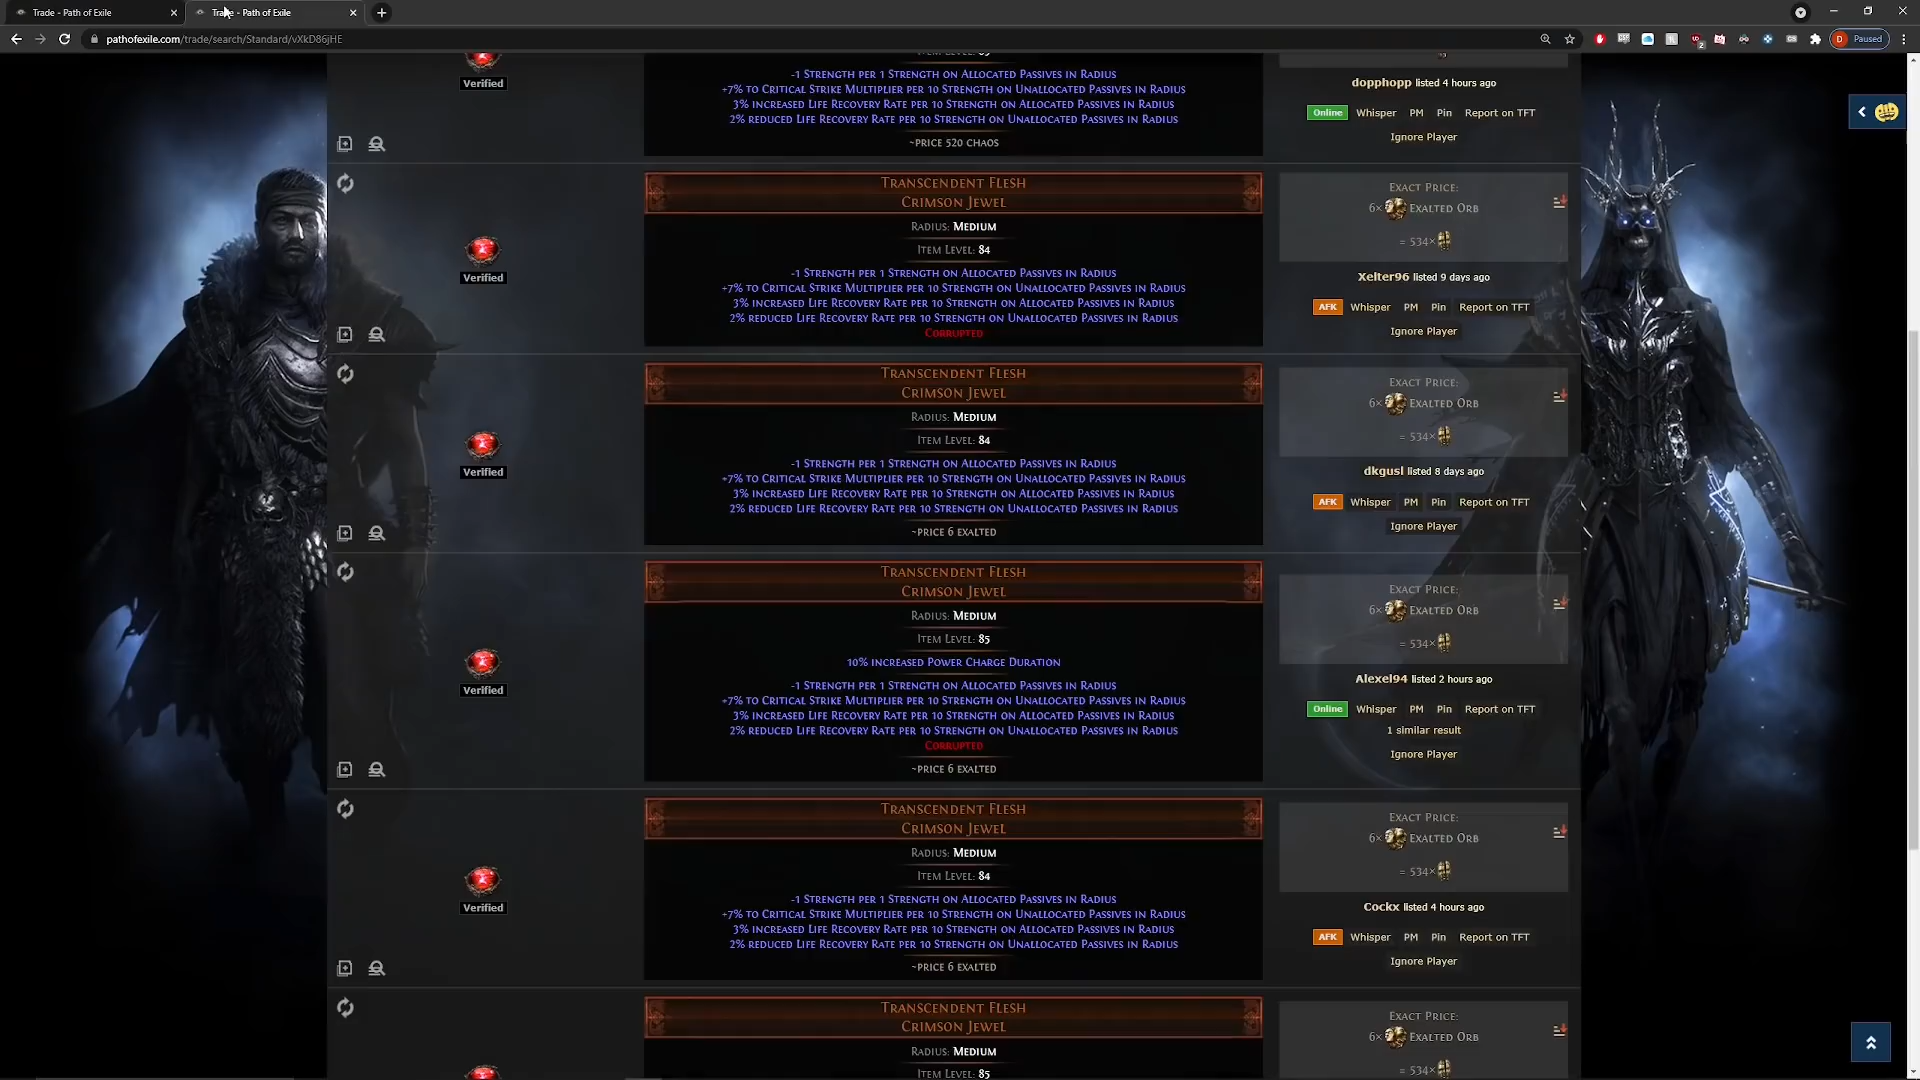 Trade - Path of Exile
Trade - Path of Exile
pathofexile.com/trade/search/Standard/vXkD86jHE
Paused
Verified
-1 Strength per 1 Strength on Allocated Passives in Radius
+7% to Critical Strike Multiplier per 10 Strength on Unallocated Passives in Radius
3% increased Life Recovery Rate per 10 Strength on Allocated Passives in Radius
2% reduced Life Recovery Rate per 10 Strength on Unallocated Passives in Radius
~price 520 chaos
dopphopp listed 4 hours ago
Online Whisper PM Pin Report on TFT
Ignore Player
Verified
Transcendent Flesh
Crimson Jewel
Radius: Medium
Item Level: 84
-1 Strength per 1 Strength on Allocated Passives in Radius
+7% to Critical Strike Multiplier per 10 Strength on Unallocated Passives in Radius
3% increased Life Recovery Rate per 10 Strength on Allocated Passives in Radius
2% reduced Life Recovery Rate per 10 Strength on Unallocated Passives in Radius
Corrupted
Exact Price:
6× Exalted Orb
= 534×
Xelter96 listed 9 days ago
AFK Whisper PM Pin Report on TFT
Ignore Player
Verified
Transcendent Flesh
Crimson Jewel
Radius: Medium
Item Level: 84
-1 Strength per 1 Strength on Allocated Passives in Radius
+7% to Critical Strike Multiplier per 10 Strength on Unallocated Passives in Radius
3% increased Life Recovery Rate per 10 Strength on Allocated Passives in Radius
2% reduced Life Recovery Rate per 10 Strength on Unallocated Passives in Radius
~price 6 exalted
Exact Price:
6× Exalted Orb
= 534×
dkgusl listed 8 days ago
AFK Whisper PM Pin Report on TFT
Ignore Player
Verified
Transcendent Flesh
Crimson Jewel
Radius: Medium
Item Level: 85
10% increased Power Charge Duration
-1 Strength per 1 Strength on Allocated Passives in Radius
+7% to Critical Strike Multiplier per 10 Strength on Unallocated Passives in Radius
3% increased Life Recovery Rate per 10 Strength on Allocated Passives in Radius
2% reduced Life Recovery Rate per 10 Strength on Unallocated Passives in Radius
Corrupted
~price 6 exalted
Exact Price:
6× Exalted Orb
= 534×
Alexel94 listed 2 hours ago
Online Whisper PM Pin Report on TFT
1 similar result
Ignore Player
Verified
Transcendent Flesh
Crimson Jewel
Radius: Medium
Item Level: 84
-1 Strength per 1 Strength on Allocated Passives in Radius
+7% to Critical Strike Multiplier per 10 Strength on Unallocated Passives in Radius
3% increased Life Recovery Rate per 10 Strength on Allocated Passives in Radius
2% reduced Life Recovery Rate per 10 Strength on Unallocated Passives in Radius
~price 6 exalted
Exact Price:
6× Exalted Orb
= 534×
Cockx listed 4 hours ago
AFK Whisper PM Pin Report on TFT
Ignore Player
Transcendent Flesh
Crimson Jewel
Radius: Medium
Item Level: 85
Exact Price:
6× Exalted Orb
= 534×